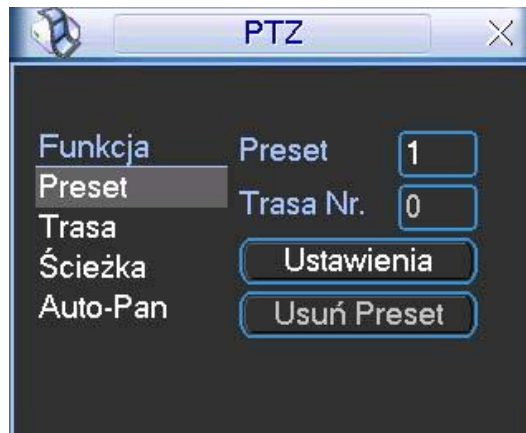 PTZ
Funkcja
Preset
Trasa
Ścieżka
Auto-Pan
Preset 1
Trasa Nr. 0
Ustawienia
Usuń Preset